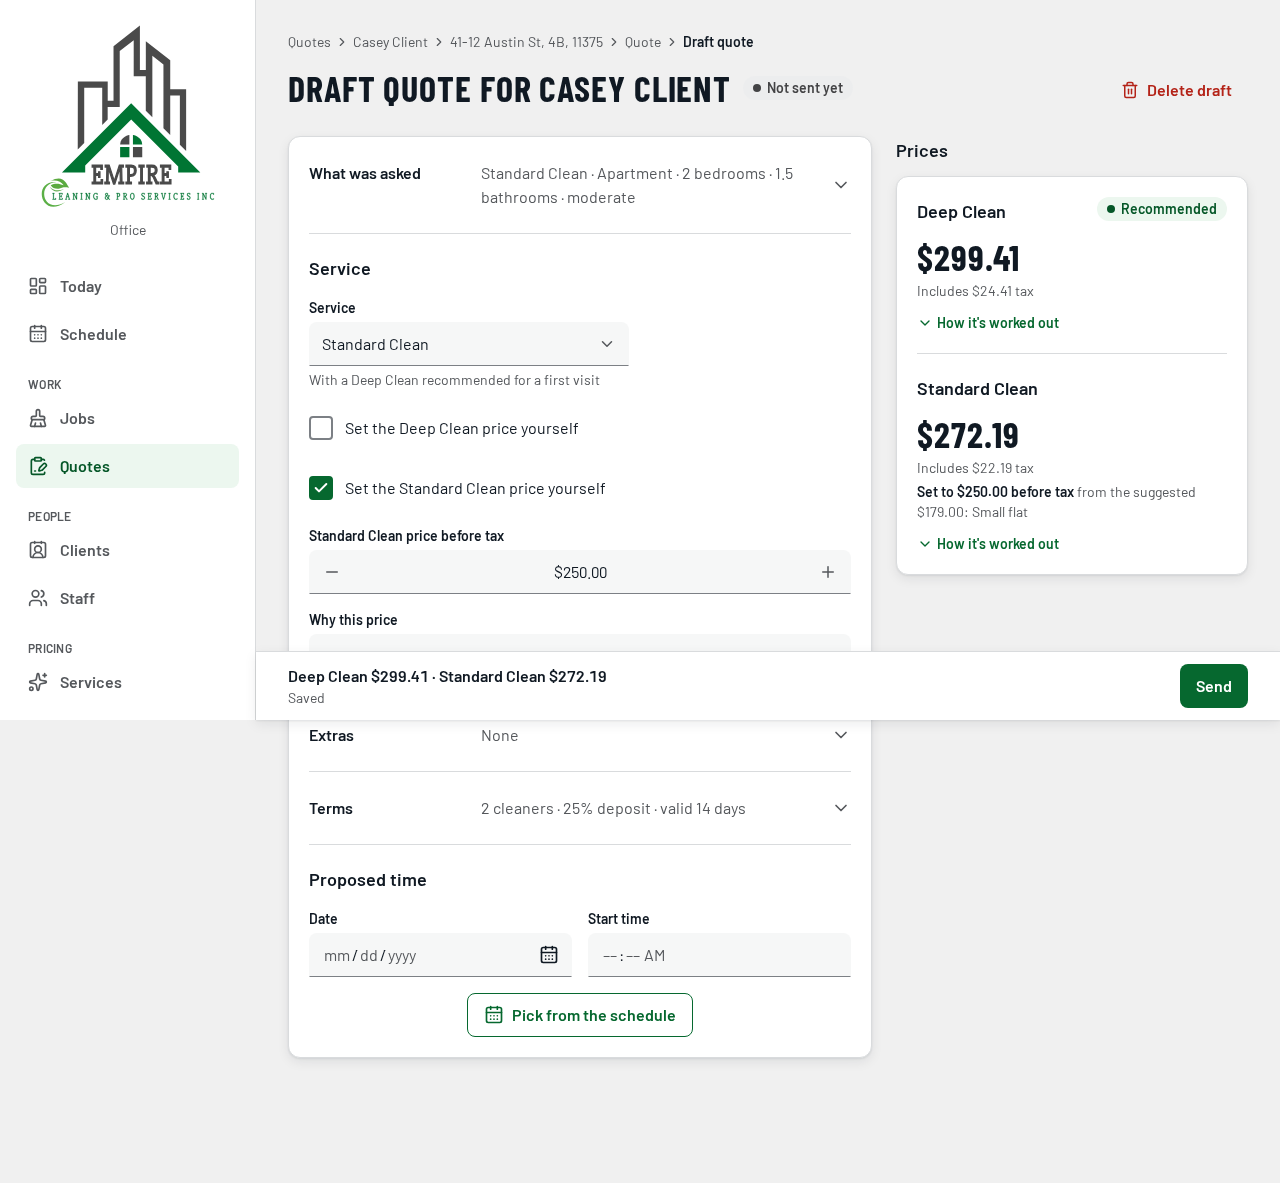 EMPIRE
CLEANING & PRO SERVICES INC
Office
Today
Schedule
WORK
Jobs
Quotes
PEOPLE
Clients
Staff
PRICING
Services
Quotes > Casey Client > 41-12 Austin St, 4B, 11375 > Quote > Draft quote
DRAFT QUOTE FOR CASEY CLIENT
Not sent yet
Delete draft
What was asked
Standard Clean · Apartment · 2 bedrooms · 1.5
bathrooms · moderate
Service
Service
Standard Clean
With a Deep Clean recommended for a first visit
Set the Deep Clean price yourself
Set the Standard Clean price yourself
Standard Clean price before tax
$250.00
Why this price
Prices
Deep Clean
Recommended
$299.41
Includes $24.41 tax
How it's worked out
Standard Clean
$272.19
Includes $22.19 tax
Set to $250.00 before tax from the suggested
$179.00: Small flat
How it's worked out
Deep Clean $299.41 · Standard Clean $272.19
Saved
Send
Extras
None
Terms
2 cleaners · 25% deposit · valid 14 days
Proposed time
Date
Start time
mm/dd/yyyy
--:-- AM
Pick from the schedule